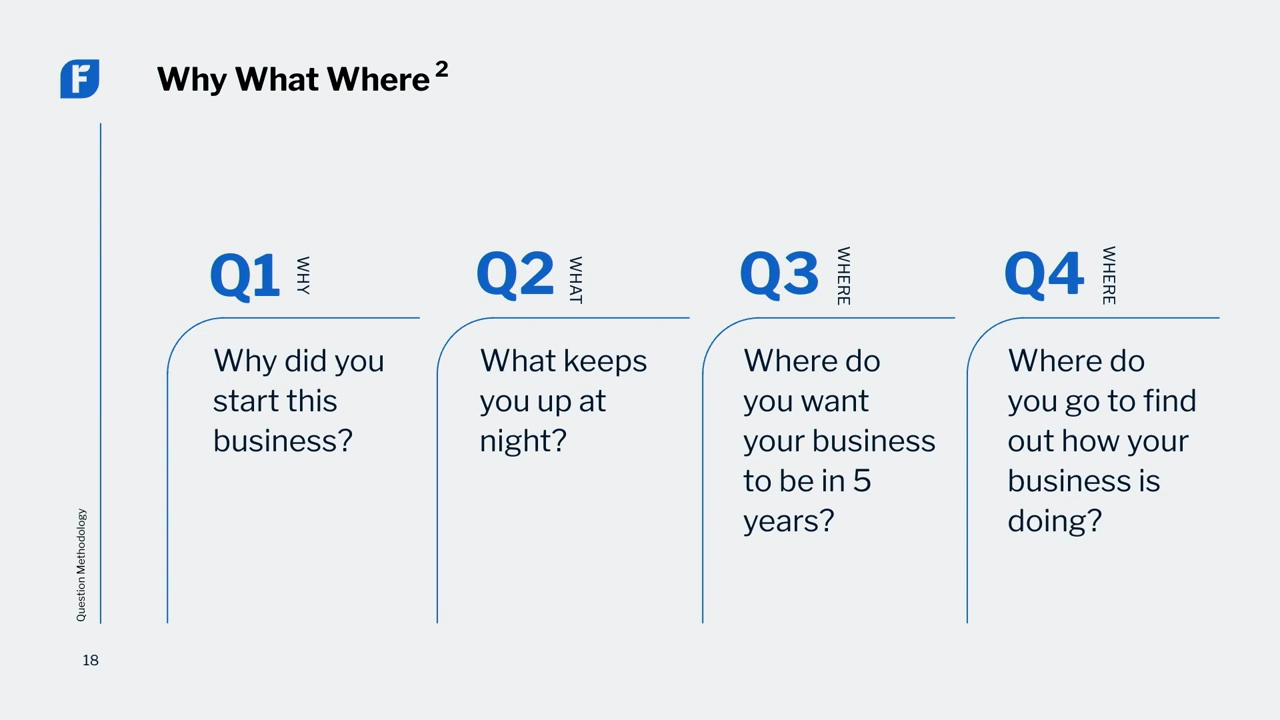 F
Why What Where²
Q1 WHY
Why did you
start this
business?
Q2 WHAT
What keeps
you up at
night?
Q3 WHERE
Where do
you want
your business
to be in 5
years?
Q4 WHERE
Where do
you go to find
out how your
business is
doing?
Question Methodology
18